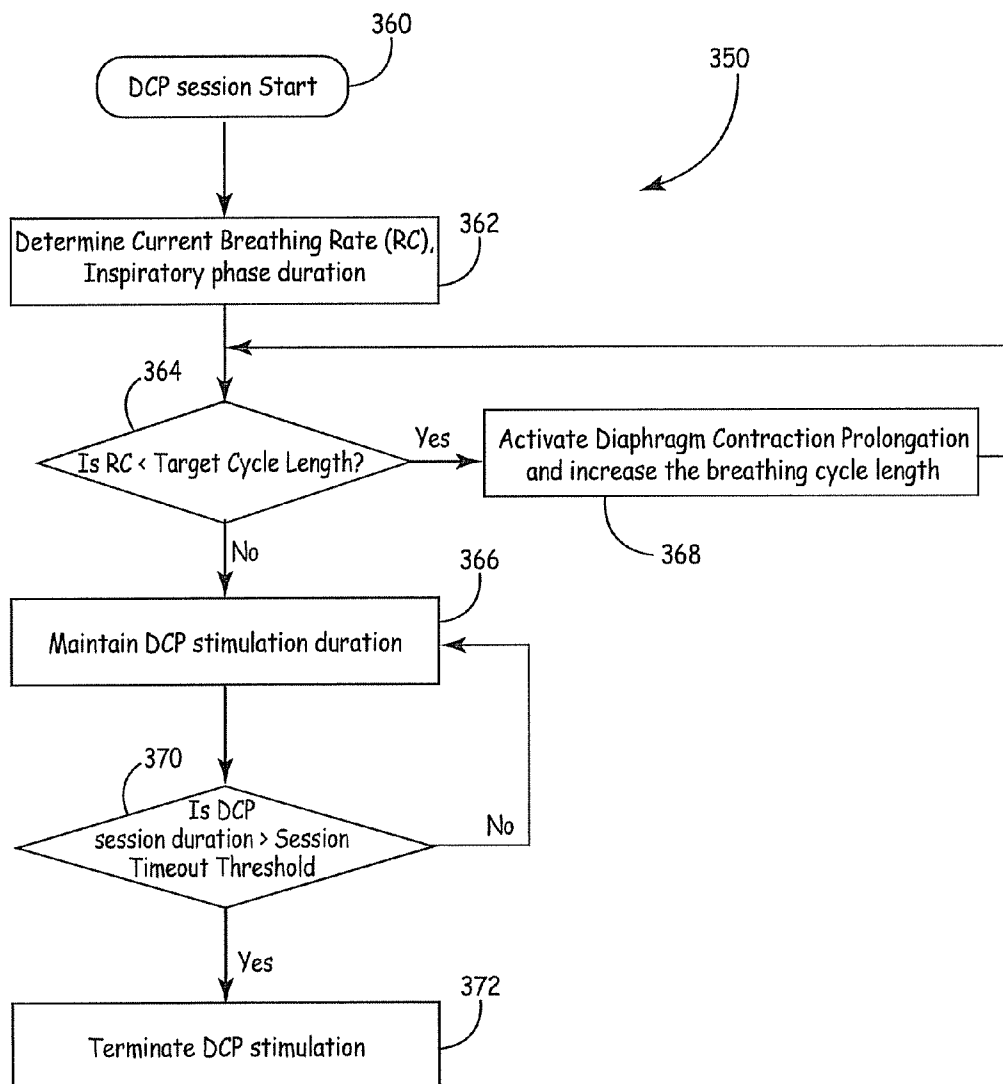 360
DCP session Start
350
Determine Current Breathing Rate (RC),
Inspiratory phase duration
362
364
Is RC < Target Cycle Length?
Yes
Activate Diaphragm Contraction Prolongation
and increase the breathing cycle length
368
No
366
Maintain DCP stimulation duration
370
Is DCP
session duration > Session
Timeout Threshold
No
Yes
372
Terminate DCP stimulation